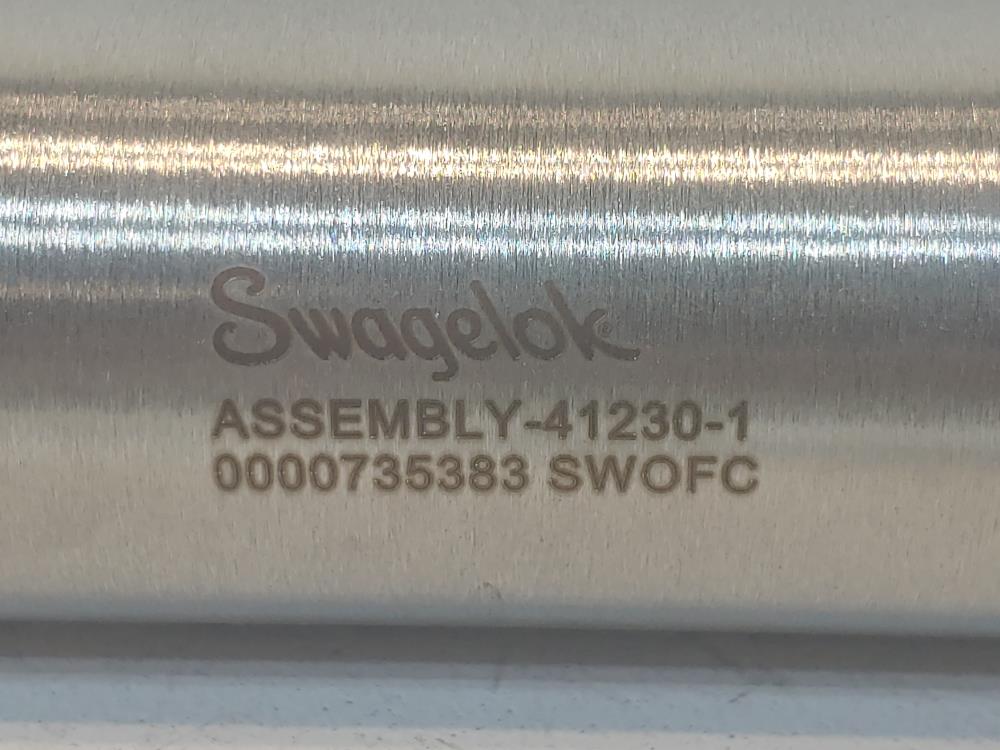 Swagelok
ASSEMBLY-41230-1
0000735383 SWOFC